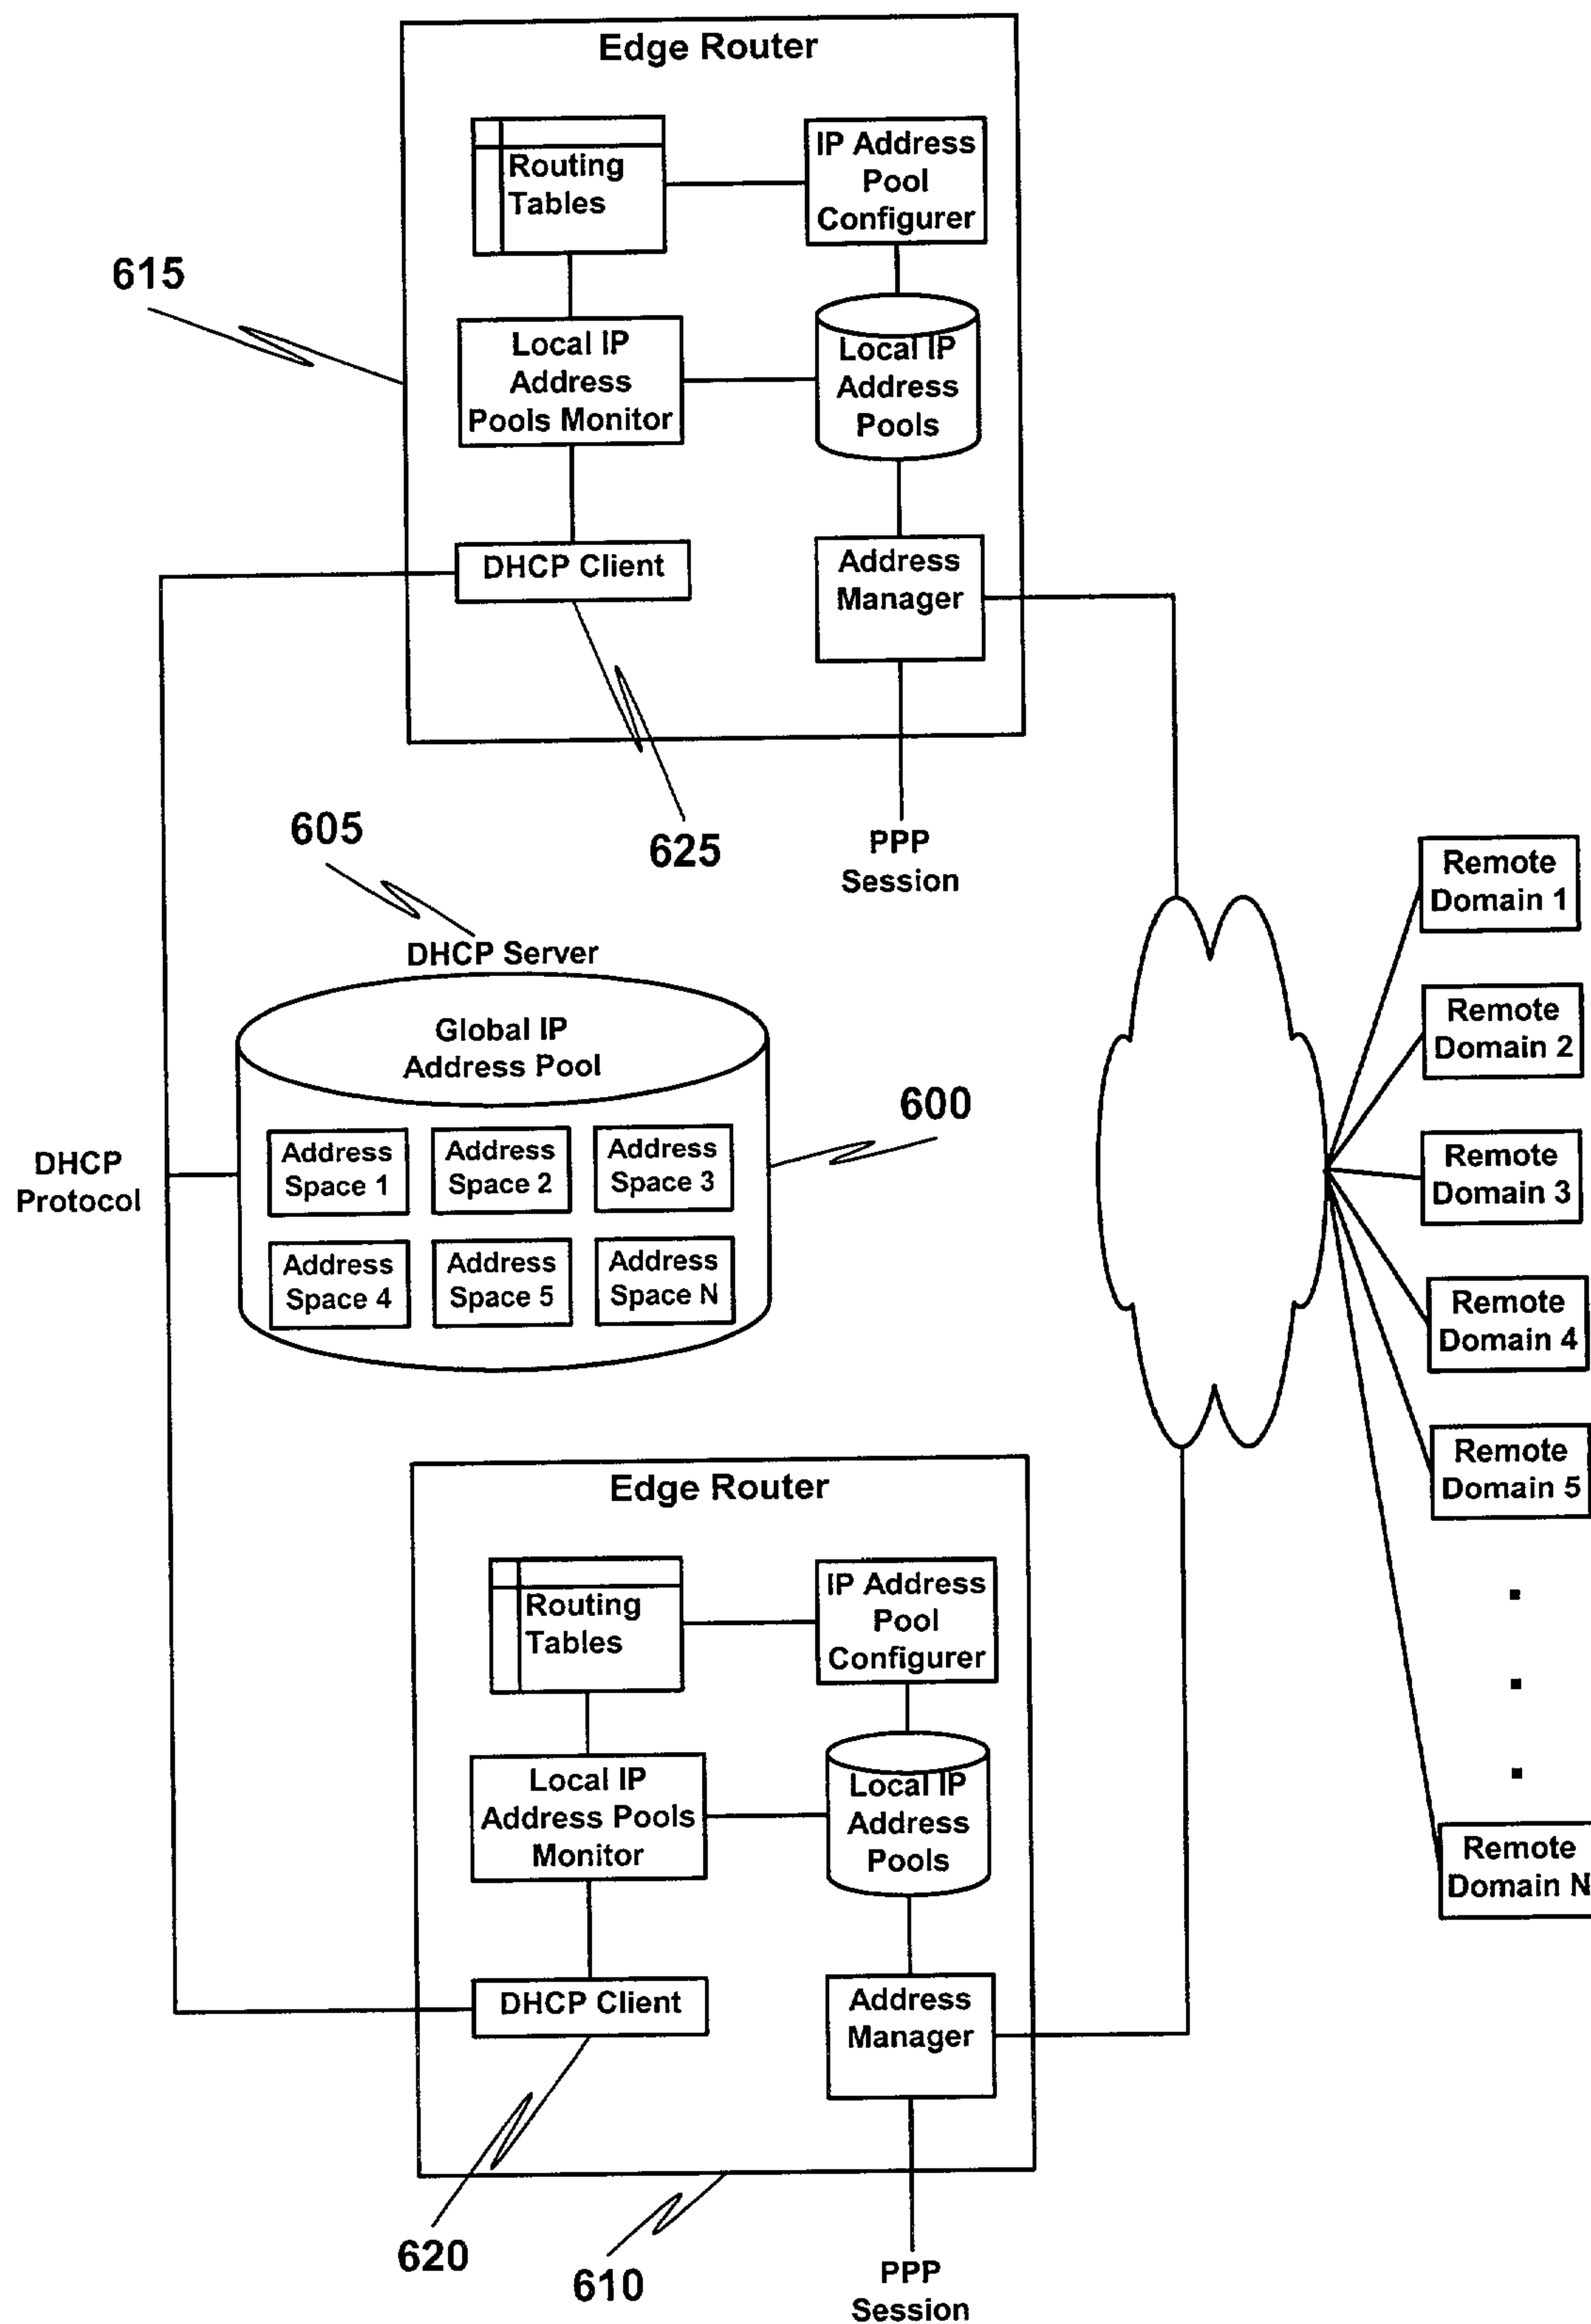 Edge Router
Routing
Tables
IP Address
Pool
Configurer
615
Local IP
Address
Pools Monitor
Local IP
Address
Pools
DHCP Client
Address
Manager
625
PPP
Session
605
DHCP Server
Global IP
Address Pool
600
Address
Space 1
Address
Space 2
Address
Space 3
Address
Space 4
Address
Space 5
Address
Space N
DHCP
Protocol
Remote
Domain 1
Remote
Domain 2
Remote
Domain 3
Remote
Domain 4
Remote
Domain 5
Remote
Domain N
Edge Router
Routing
Tables
IP Address
Pool
Configurer
Local IP
Address Pools
Monitor
Local IP
Address
Pools
DHCP Client
Address
Manager
620
610
PPP
Session